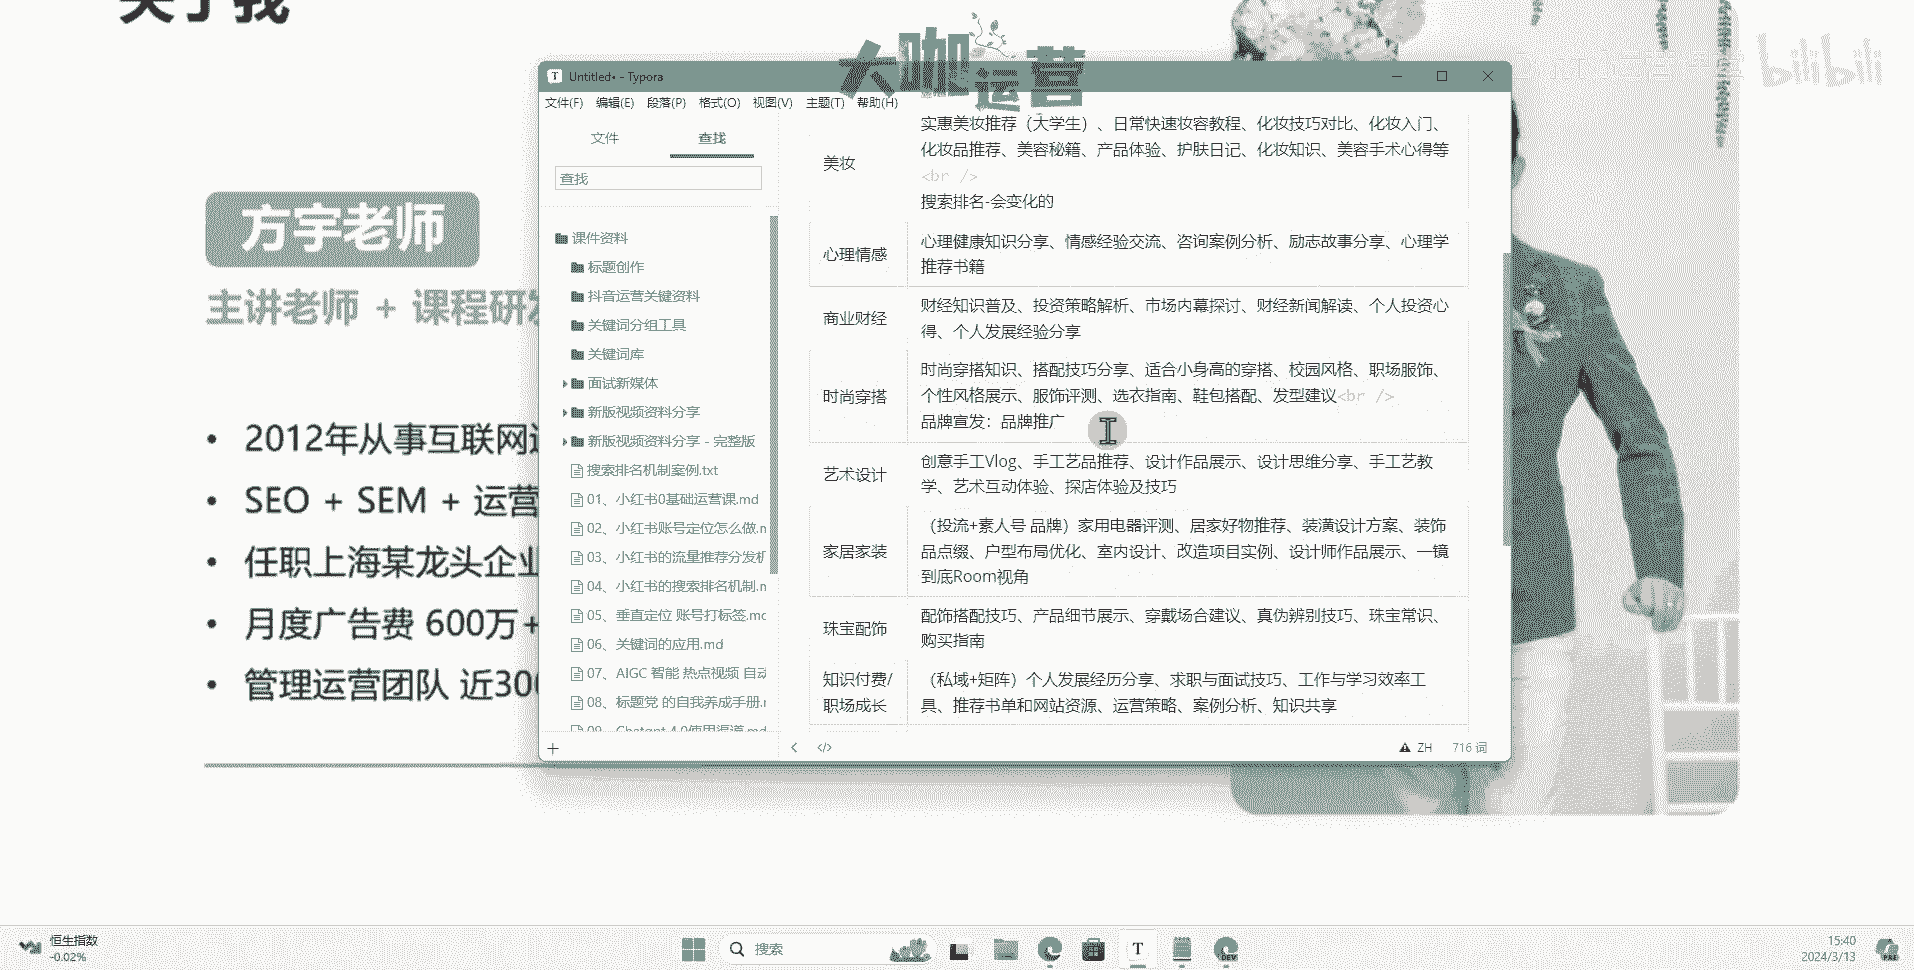 关于我
大咖运营
bilibili
方宇老师
主讲老师 + 课程研发
• 2012年从事互联网
• SEO + SEM + 运营
• 任职上海某龙头企业
• 月度广告费 600万+
• 管理运营团队 近300
Untitled• - Typora
文件(F) 编辑(E) 段落(P) 格式(O) 视图(V) 主题(T) 帮助(H)
文件 查找
查找
课件资料
标题创作
抖音运营关键资料
关键词分组工具
关键词库
面试新媒体
新版视频资料分享
新版视频资料分享 - 完整版
搜索排名机制案例.txt
01、小红书0基础运营课.md
02、小红书账号定位怎么做.m
03、小红书的流量推荐分发机
04、小红书的搜索排名机制.m
05、垂直定位 账号打标签.mc
06、关键词的应用.md
07、AIGC 智能 热点视频 自动
08、标题党 的自我养成手册.m
09、Chatgpt 4.0使用渠道.md
美妆
实惠美妆推荐（大学生）、日常快速妆容教程、化妆技巧对比、化妆入门、
化妆品推荐、美容秘籍、产品体验、护肤日记、化妆知识、美容手术心得等
<br />
搜索排名-会变化的
心理情感
心理健康知识分享、情感经验交流、咨询案例分析、励志故事分享、心理学
推荐书籍
商业财经
财经知识普及、投资策略解析、市场内幕探讨、财经新闻解读、个人投资心
得、个人发展经验分享
时尚穿搭
时尚穿搭知识、搭配技巧分享、适合小身高的穿搭、校园风格、职场服饰、
个性风格展示、服饰评测、选衣指南、鞋包搭配、发型建议<br />
品牌宣发：品牌推广
艺术设计
创意手工Vlog、手工艺品推荐、设计作品展示、设计思维分享、手工艺教
学、艺术互动体验、探店体验及技巧
家居家装
（投流+素人号 品牌）家用电器评测、居家好物推荐、装潢设计方案、装饰
品点缀、户型布局优化、室内设计、改造项目实例、设计师作品展示、一镜
到底Room视角
珠宝配饰
配饰搭配技巧、产品细节展示、穿戴场合建议、真伪辨别技巧、珠宝常识、
购买指南
知识付费/
职场成长
（私域+矩阵）个人发展经历分享、求职与面试技巧、工作与学习效率工
具、推荐书单和网站资源、运营策略、案例分析、知识共享
ZH 716 词
恒生指数
-0.02%
搜索
15:40
2024/3/13